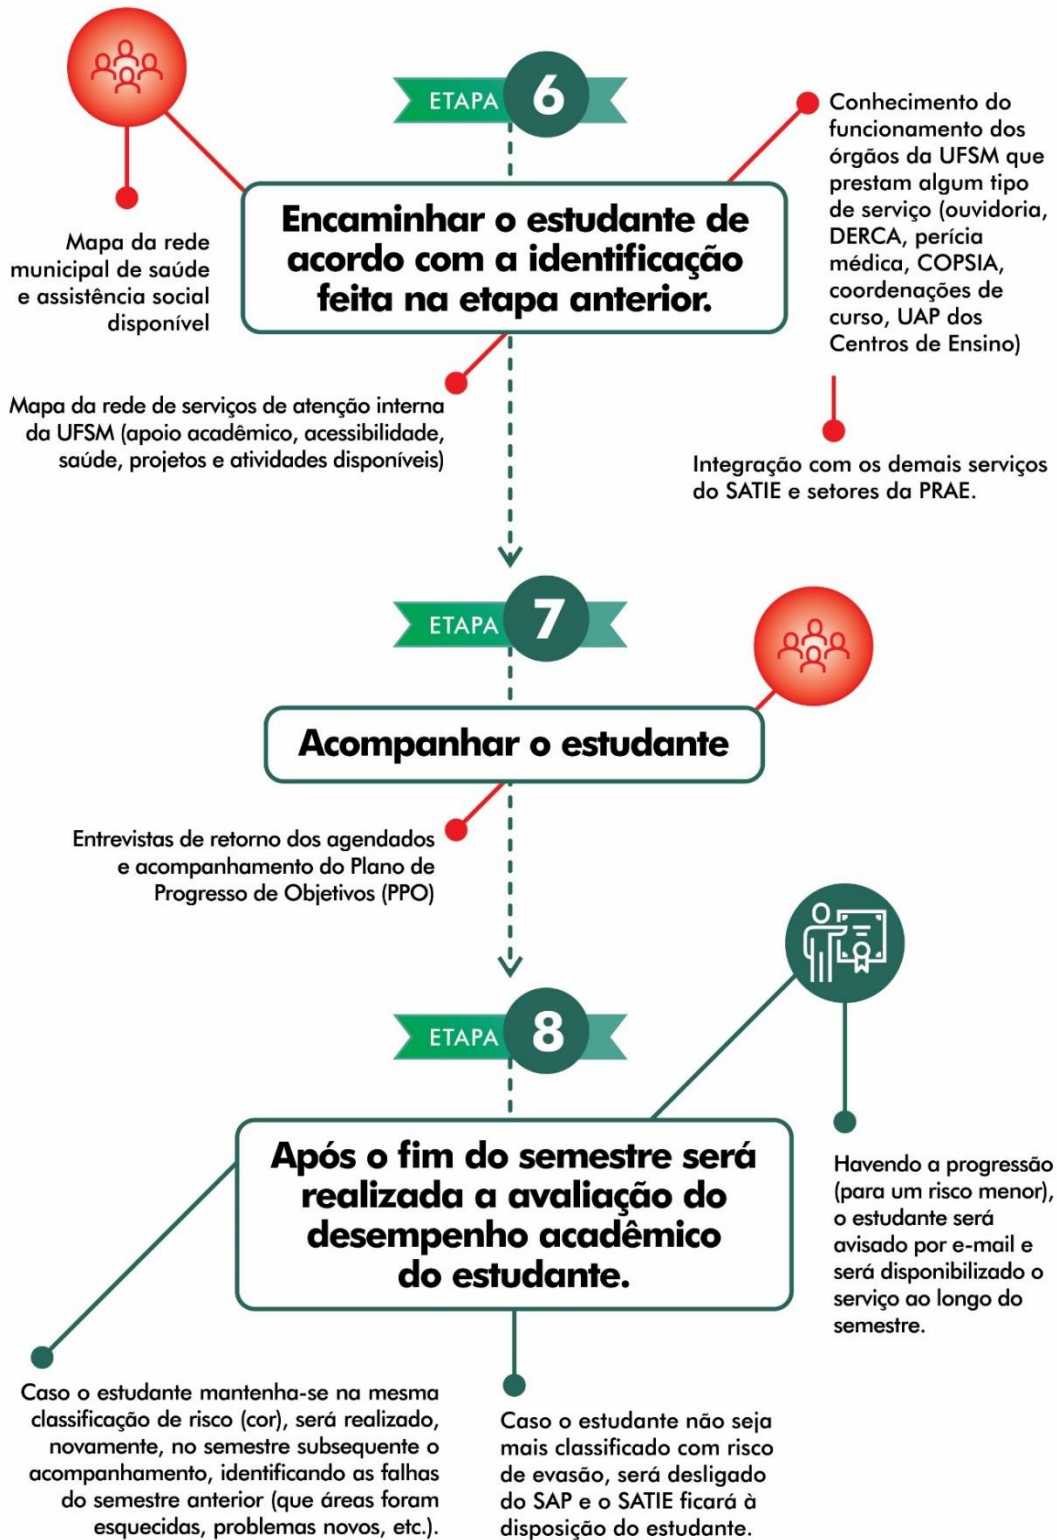 ETAPA 6
Encaminhar o estudante de
acordo com a identificação
feita na etapa anterior.
Mapa da rede
municipal de saúde
e assistência social
disponível
Conhecimento do
funcionamento dos
órgãos da UFSM que
prestam algum tipo
de serviço (ouvidoria,
DERCA, perícia
médica, COPSIA,
coordenações de
curso, UAP dos
Centros de Ensino)
Mapa da rede de serviços de atenção interna
da UFSM (apoio acadêmico, acessibilidade,
saúde, projetos e atividades disponíveis)
Integração com os demais serviços
do SATIE e setores da PRAE.
ETAPA 7
Acompanhar o estudante
Entrevistas de retorno dos agendados
e acompanhamento do Plano de
Progresso de Objetivos (PPO)
ETAPA 8
Após o fim do semestre será
realizada a avaliação do
desempenho acadêmico
do estudante.
Havendo a progressão
(para um risco menor),
o estudante será
avisado por e-mail e
será disponibilizado o
serviço ao longo do
semestre.
Caso o estudante mantenha-se na mesma
classificação de risco (cor), será realizado,
novamente, no semestre subsequente o
acompanhamento, identificando as falhas
do semestre anterior (que áreas foram
esquecidas, problemas novos, etc.).
Caso o estudante não seja
mais classificado com risco
de evasão, será desligado
do SAP e o SATIE ficará à
disposição do estudante.